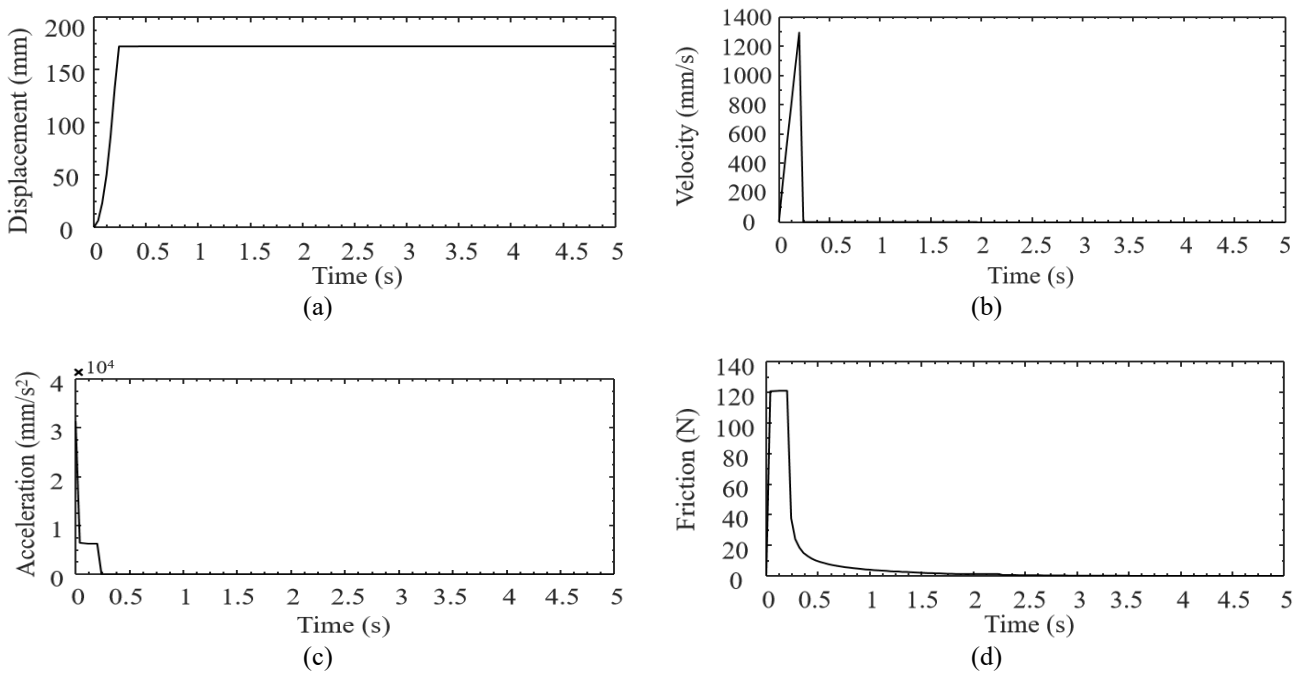 200
150
100
50
0
Displacement (mm)
0 0.5 1 1.5 2 2.5 3 3.5 4 4.5 5
Time (s)
(a)
1400
1200
1000
800
600
400
200
0
Velocity (mm/s)
0 0.5 1 1.5 2 2.5 3 3.5 4 4.5 5
Time (s)
(b)
×10⁴
4
3
2
1
0
Acceleration (mm/s²)
0 0.5 1 1.5 2 2.5 3 3.5 4 4.5 5
Time (s)
(c)
140
120
100
80
60
40
20
0
Friction (N)
0 0.5 1 1.5 2 2.5 3 3.5 4 4.5 5
Time (s)
(d)